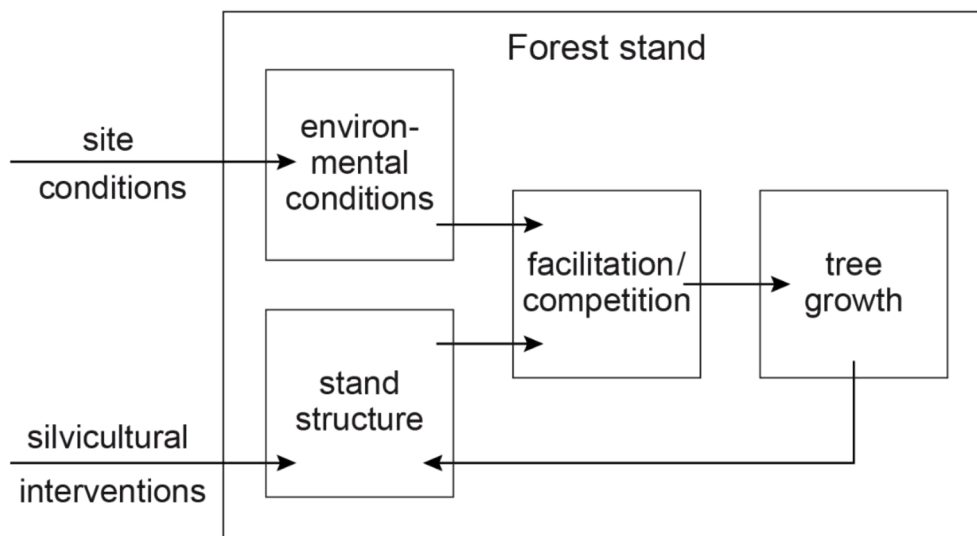 Forest stand
site
conditions
environ-
mental
conditions
facilitation/
competition
tree
growth
stand
structure
silvicultural
interventions